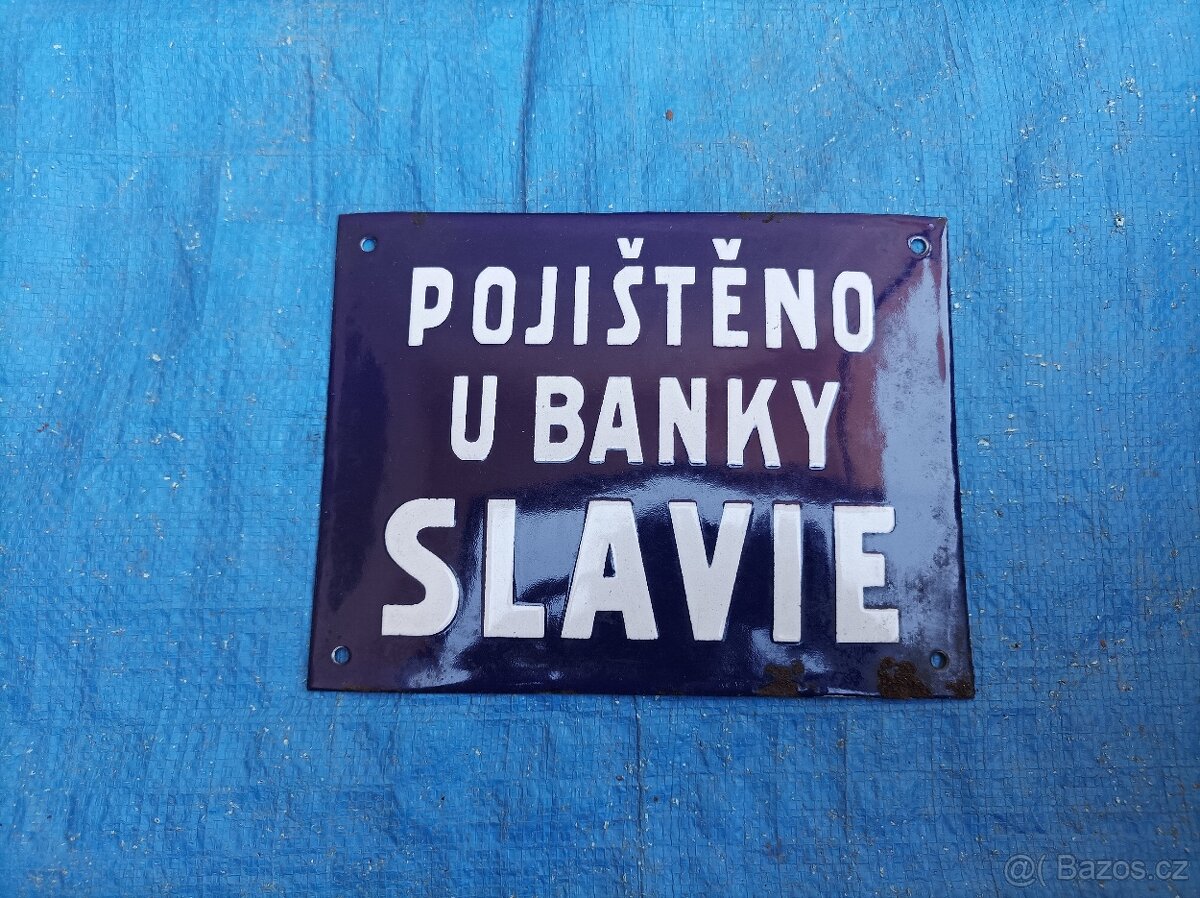 POJIŠTĚNO
U BANKY
SLAVIE
@( Bazos.cz